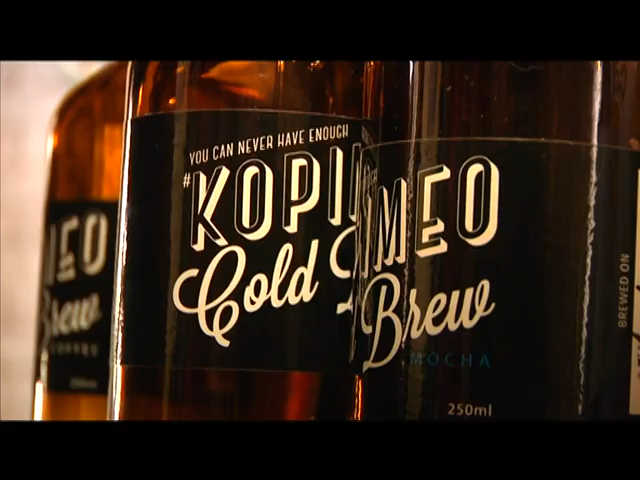 YOU CAN NEVER HAVE ENOUGH
#KOPI
Cold
MEO
Brew
MOCHA
250ml
BREWED ON
EO
Brew